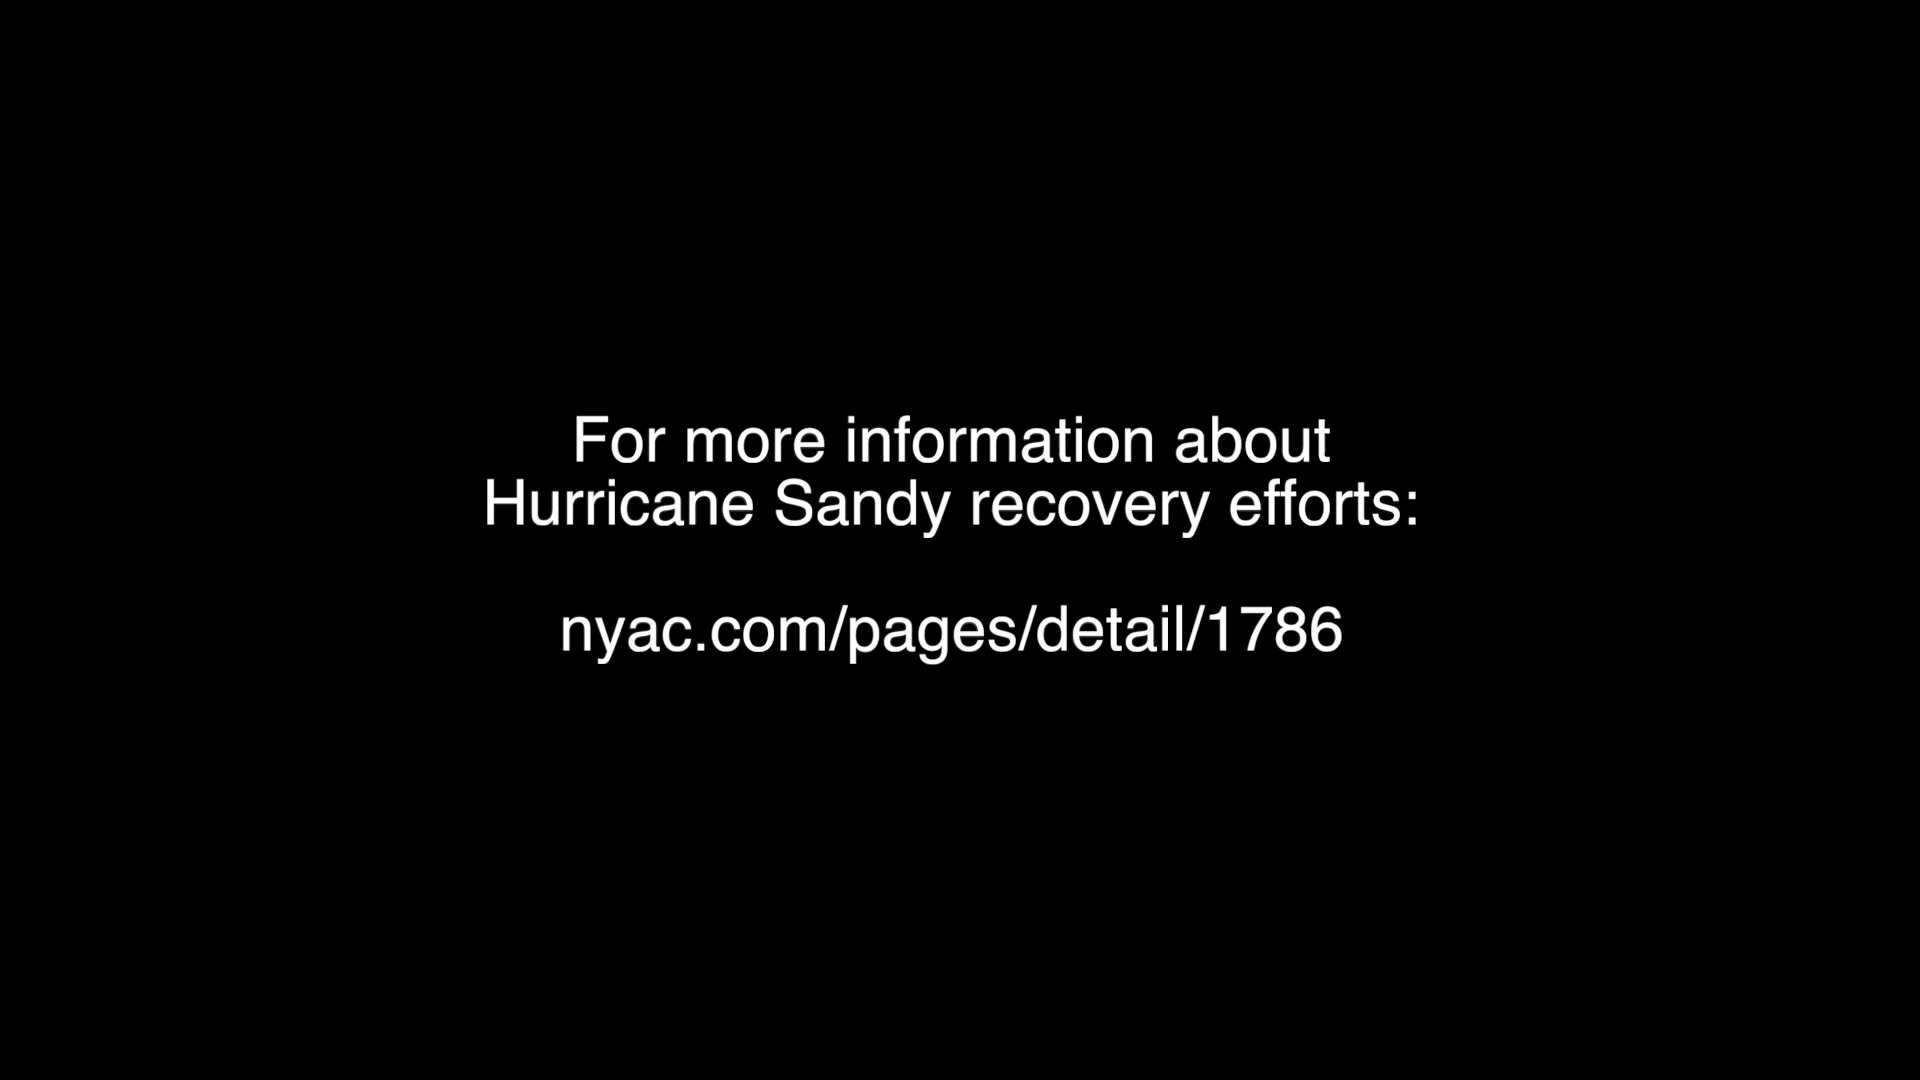 For more information about
Hurricane Sandy recovery efforts:
nyac.com/pages/detail/1786